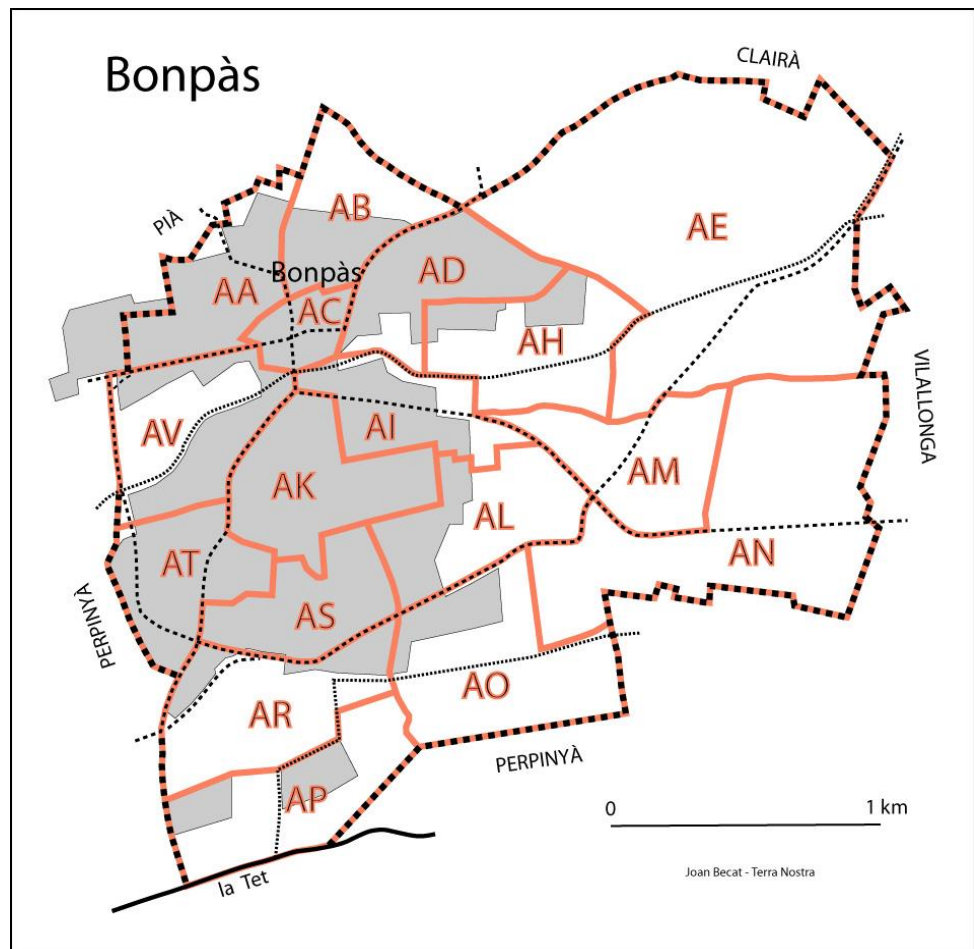 Bonpàs
CLAIRÀ
PIÀ
AB
AE
Bonpàs
AA
AD
AC
AH
VILALLONGA
AV
AI
AK
AM
AL
AT
AN
AS
PERPINYÀ
AO
AR
PERPINYÀ
AP
0 1 km
la Tet
Joan Becat - Terra Nostra